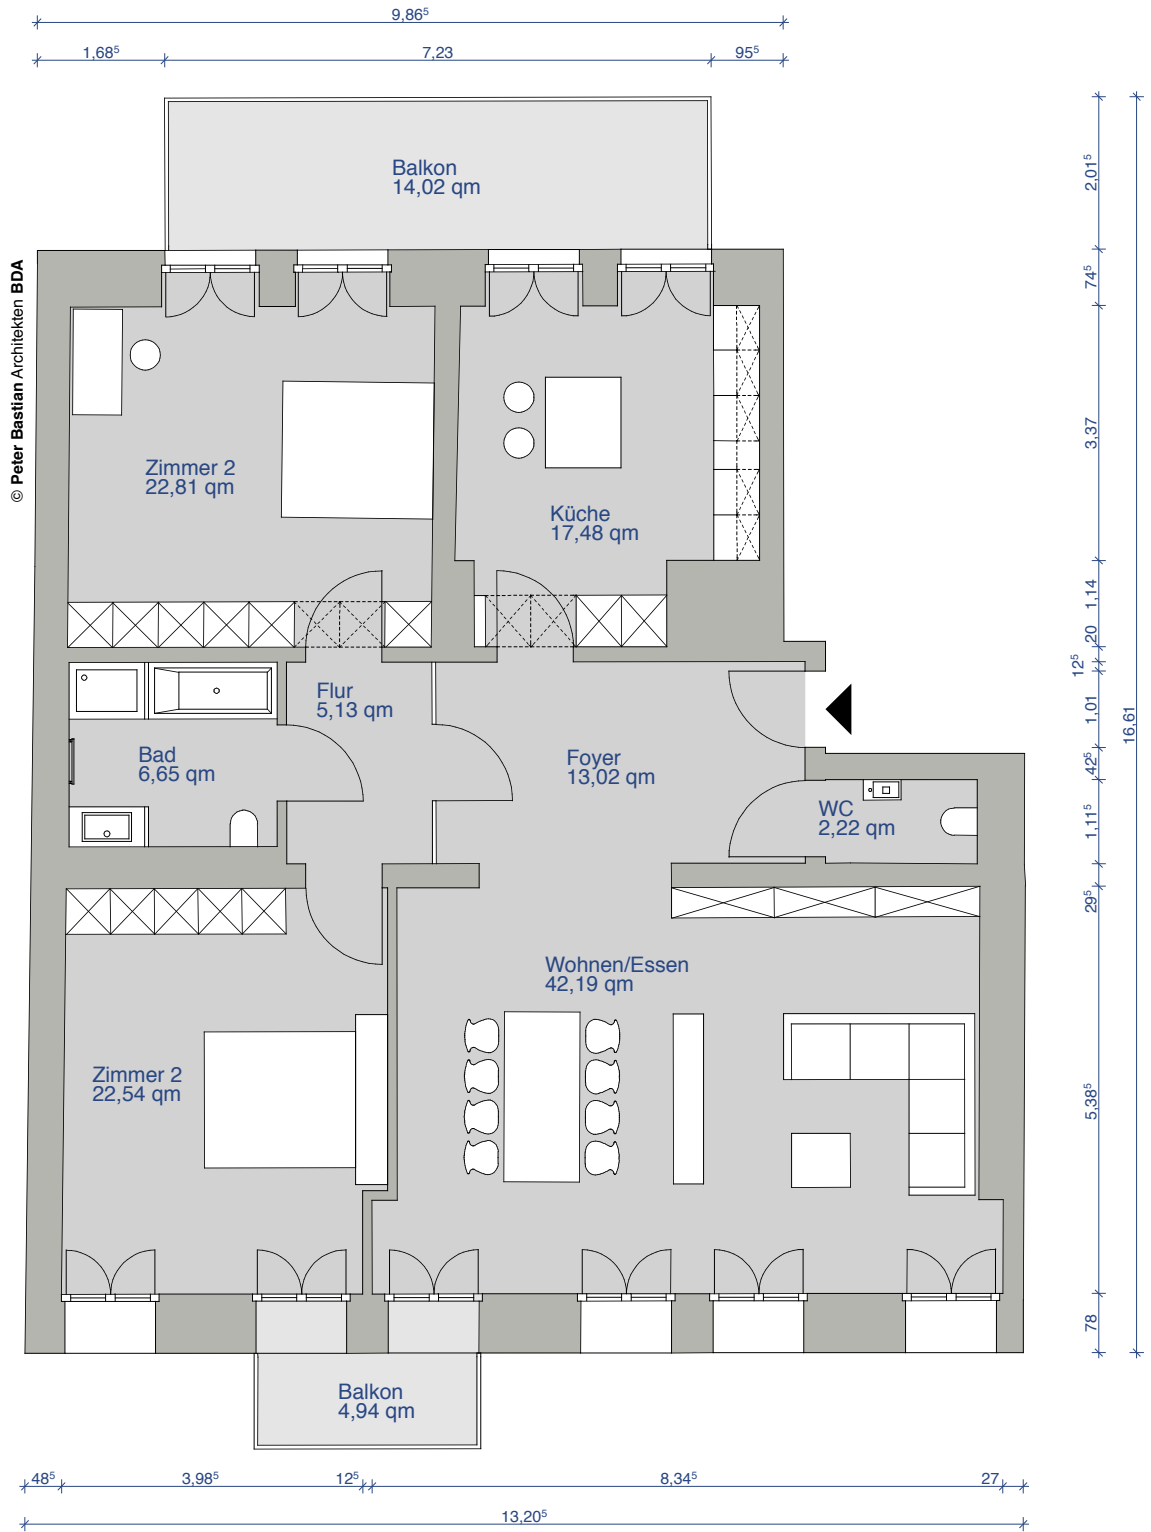 9,86⁵
1,68⁵
7,23
95⁵
Balkon
14,02 qm
2,01⁵
74⁵
© Peter Bastian Architekten BDA
Zimmer 2
22,81 qm
Küche
17,48 qm
3,37
1,14
20
12⁵
1,01
16,61
42⁵
1,11⁵
29⁵
5,38⁵
78
Flur
5,13 qm
Bad
6,65 qm
Foyer
13,02 qm
WC
2,22 qm
Wohnen/Essen
42,19 qm
Zimmer 2
22,54 qm
Balkon
4,94 qm
48⁵
3,98⁵
12⁵
8,34⁵
27
13,20⁵